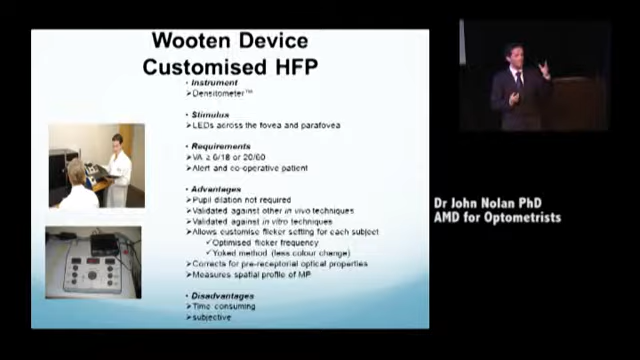 Wooten Device
Customised HFP
• Instrument
➤Densitometer™
• Stimulus
➤LEDs across the fovea and parafovea
• Requirements
➤VA ≥ 6/18 or 20/60
➤Alert and co-operative patient
• Advantages
➤Pupil dilation not required
➤Validated against other in vivo techniques
➤Validated against in vitro techniques
➤Allows customise flicker setting for each subject
✓Optimised flicker frequency
✓Yoked method (less colour change)
➤Corrects for pre-receptorial optical properties
➤Measures spatial profile of MP
• Disadvantages
➤Time consuming
➤subjective
Dr John Nolan PhD
AMD for Optometrists